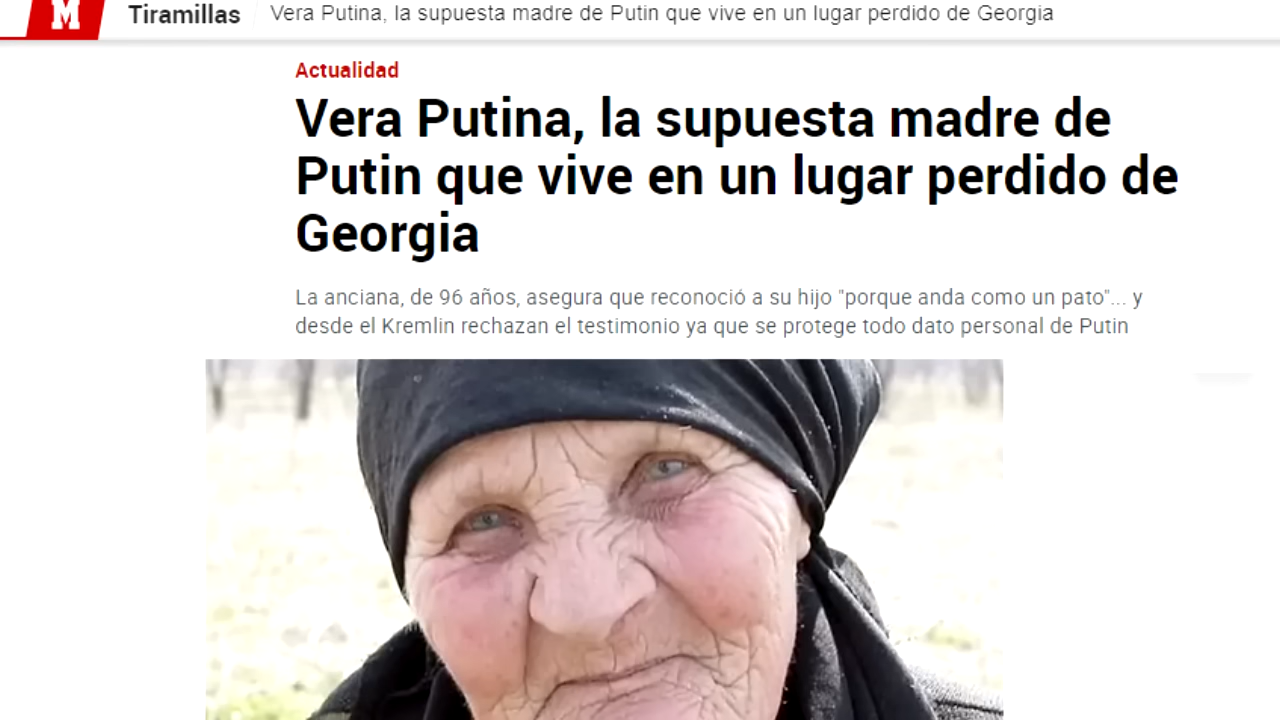 M
Tiramillas
Vera Putina, la supuesta madre de Putin que vive en un lugar perdido de Georgia
Actualidad
Vera Putina, la supuesta madre de
Putin que vive en un lugar perdido de
Georgia
La anciana, de 96 años, asegura que reconoció a su hijo "porque anda como un pato"... y
desde el Kremlin rechazan el testimonio ya que se protege todo dato personal de Putin